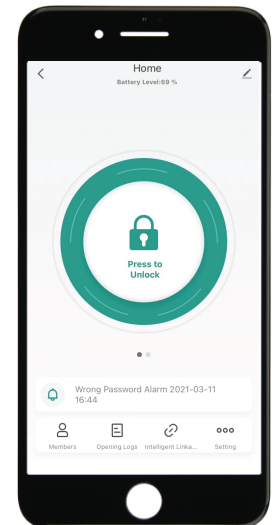 Home
Battery Level:69 %
Press to
Unlock
Wrong Password Alarm 2021-03-11
16:44
Members
Opening Logs
Intelligent Linka...
Setting